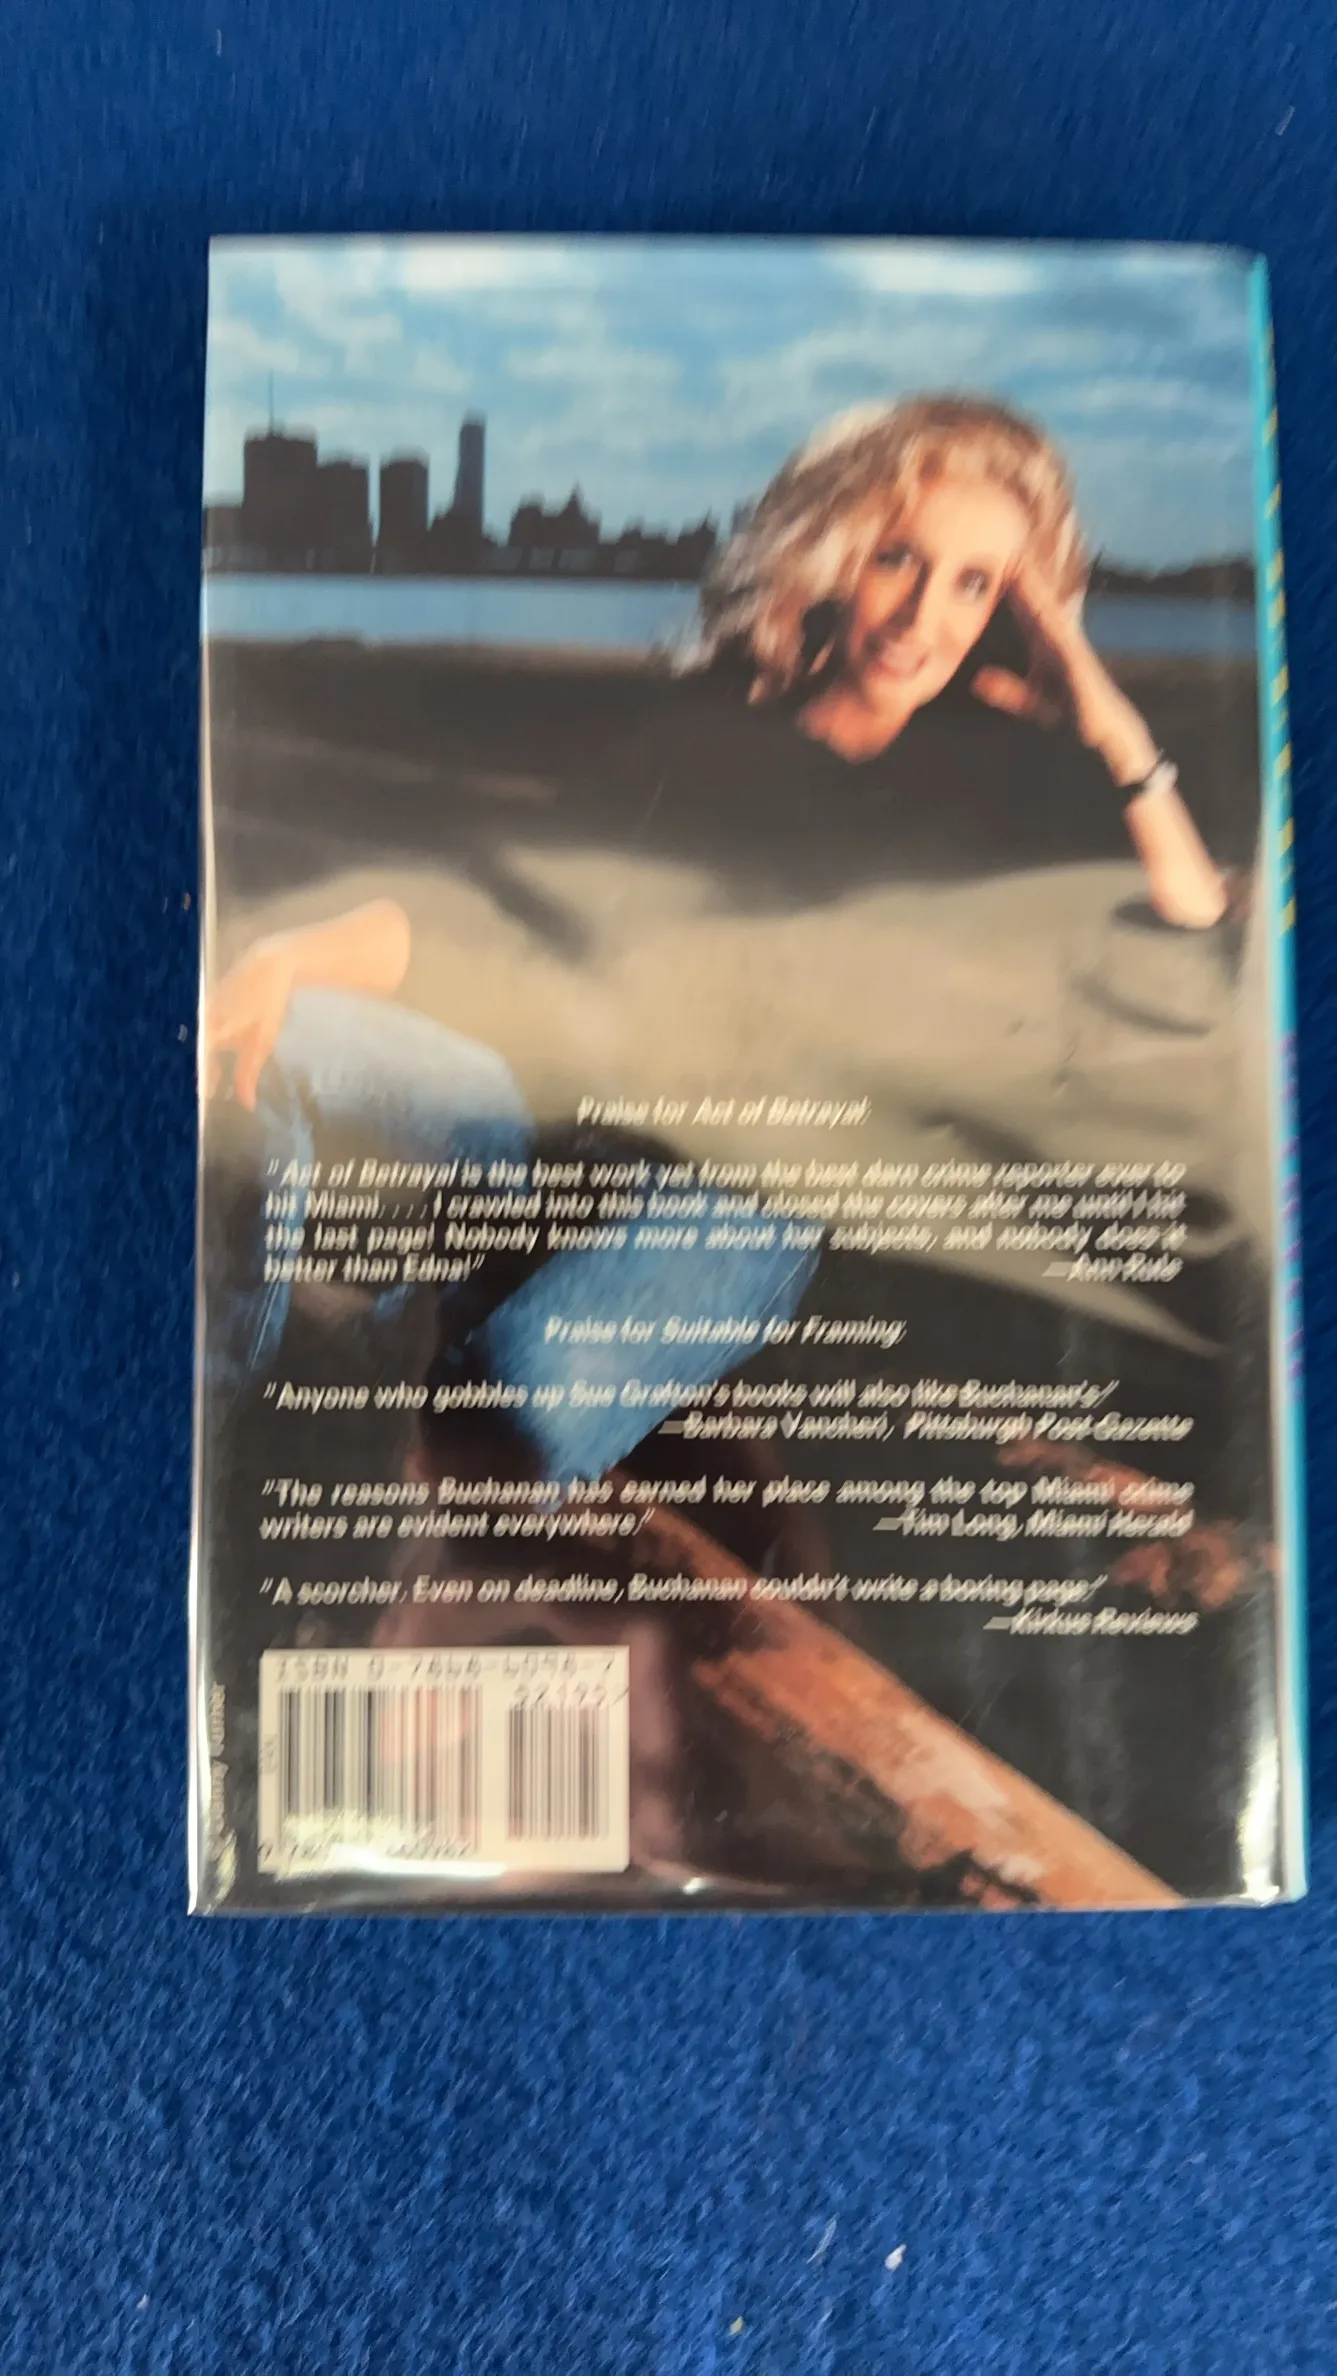 Praise for Act of Betrayal:
"Act of Betrayal is the best work yet from the best darn crime reporter ever to
hit Miami. . . . I crawled into this book and closed the covers after me until I hit
the last page! Nobody knows more about her subjects, and nobody does it
better than Edna!" —Ann Rule
Praise for Suitable for Framing:
"Anyone who gobbles up Sue Grafton's books will also like Buchanan's."
—Barbara Vancheri, Pittsburgh Post-Gazette
"The reasons Buchanan has earned her place among the top Miami crime
writers are evident everywhere." —Tim Long, Miami Herald
"A scorcher. Even on deadline, Buchanan couldn't write a boring page."
—Kirkus Reviews
ISBN